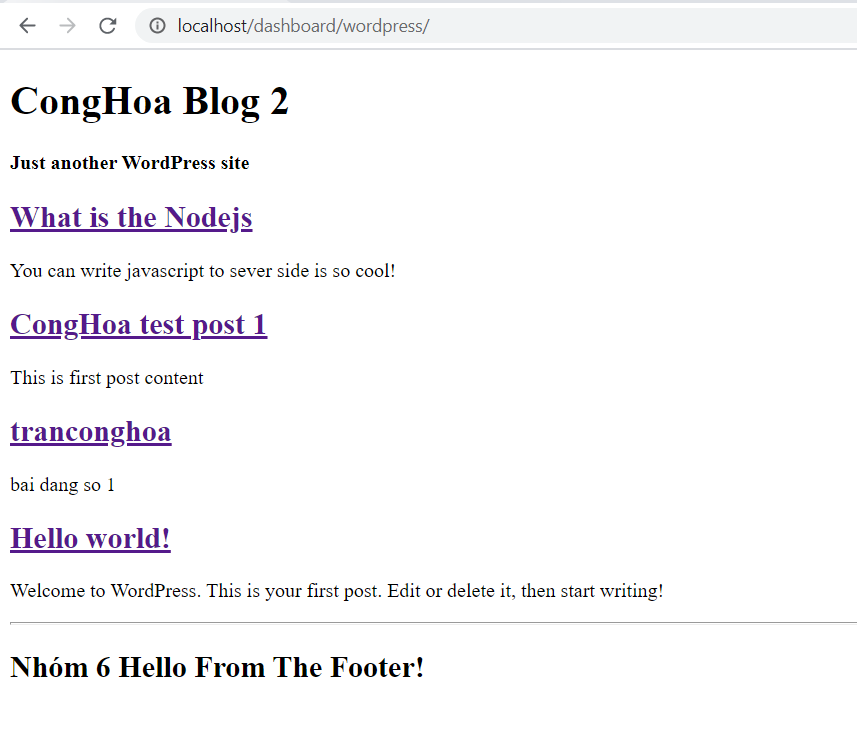 localhost/dashboard/wordpress/
CongHoa Blog 2
Just another WordPress site
What is the Nodejs
You can write javascript to sever side is so cool!
CongHoa test post 1
This is first post content
tranconghoa
bai dang so 1
Hello world!
Welcome to WordPress. This is your first post. Edit or delete it, then start writing!
Nhóm 6 Hello From The Footer!